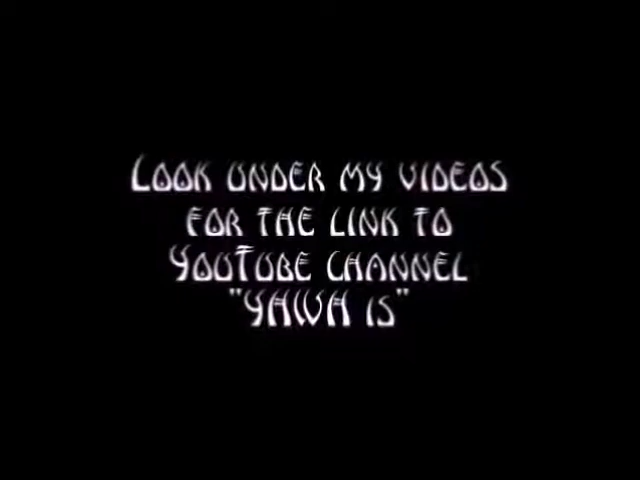 Look under my videos
for the link to
YouTube channel
"YHWH is"